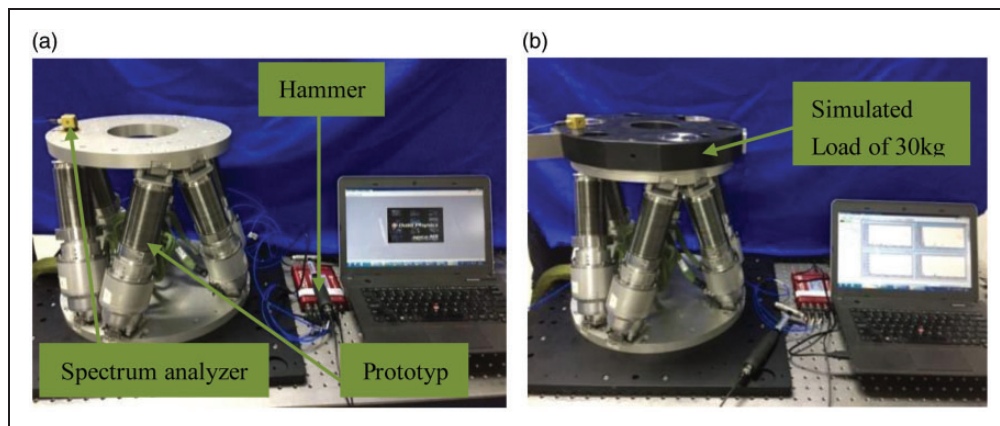 (a)
Hammer
Spectrum analyzer
Prototyp
(b)
Simulated
Load of 30kg